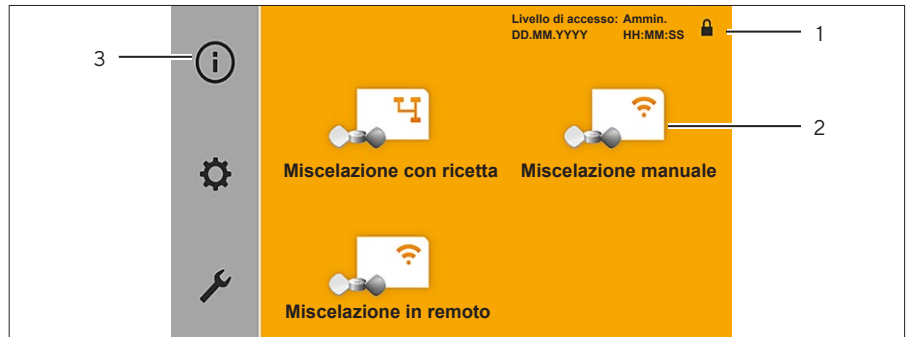 Livello di accesso: Ammin.
DD.MM.YYYY HH:MM:SS
1
3
2
Miscelazione con ricetta Miscelazione manuale
Miscelazione in remoto